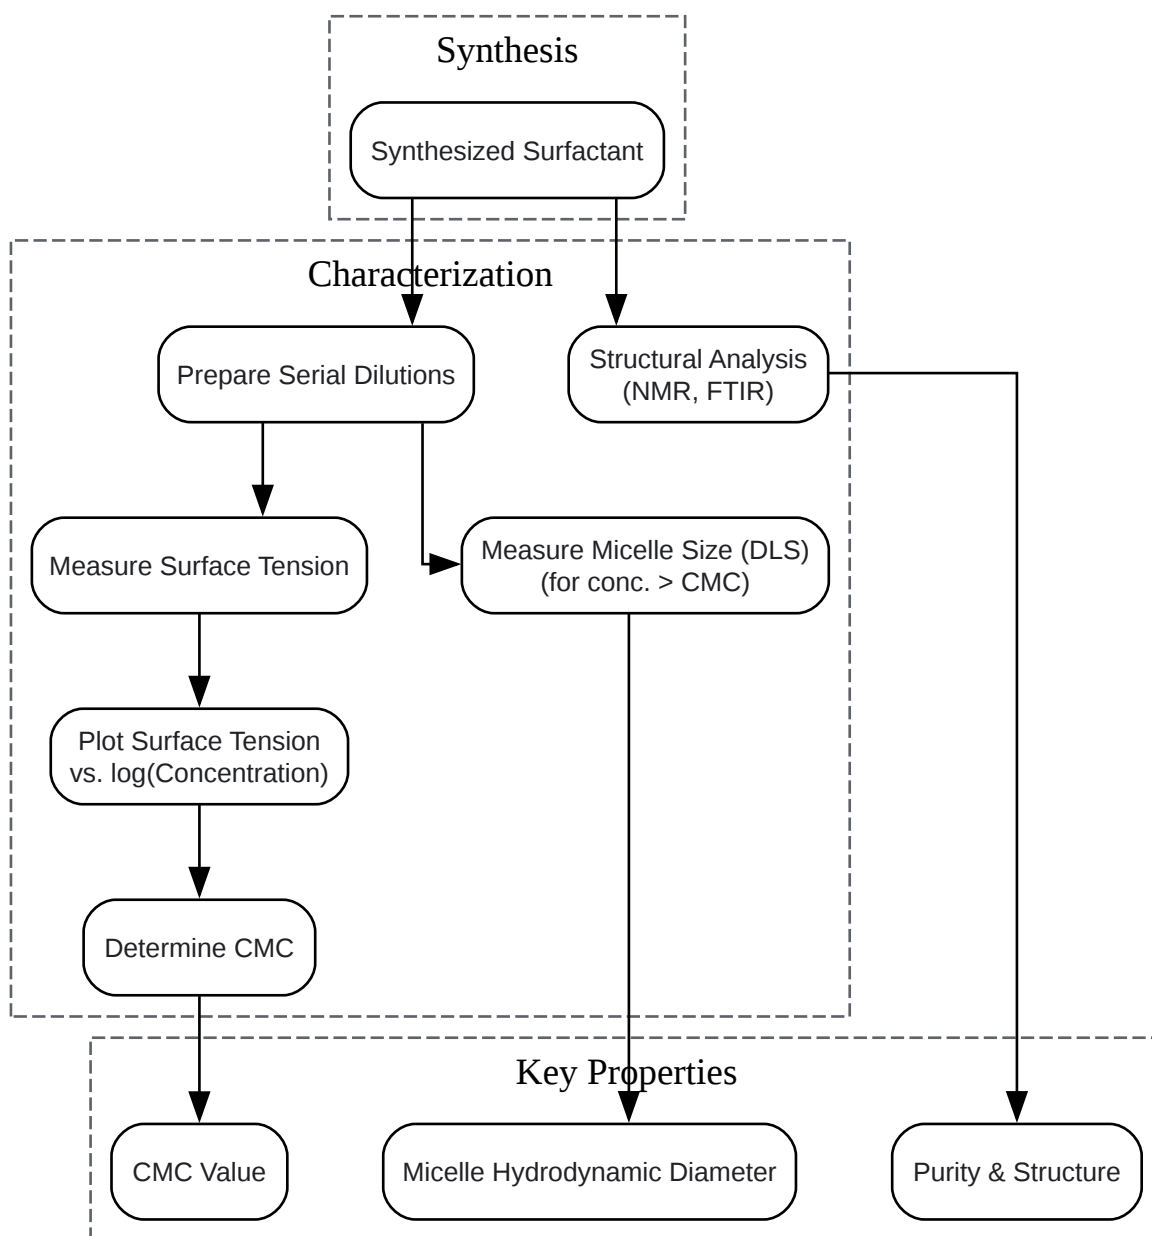 Synthesis
Synthesized Surfactant
Characterization
Prepare Serial Dilutions
Structural Analysis
(NMR, FTIR)
Measure Surface Tension
Measure Micelle Size (DLS)
(for conc. > CMC)
Plot Surface Tension
vs. log(Concentration)
Determine CMC
Key Properties
CMC Value
Micelle Hydrodynamic Diameter
Purity & Structure